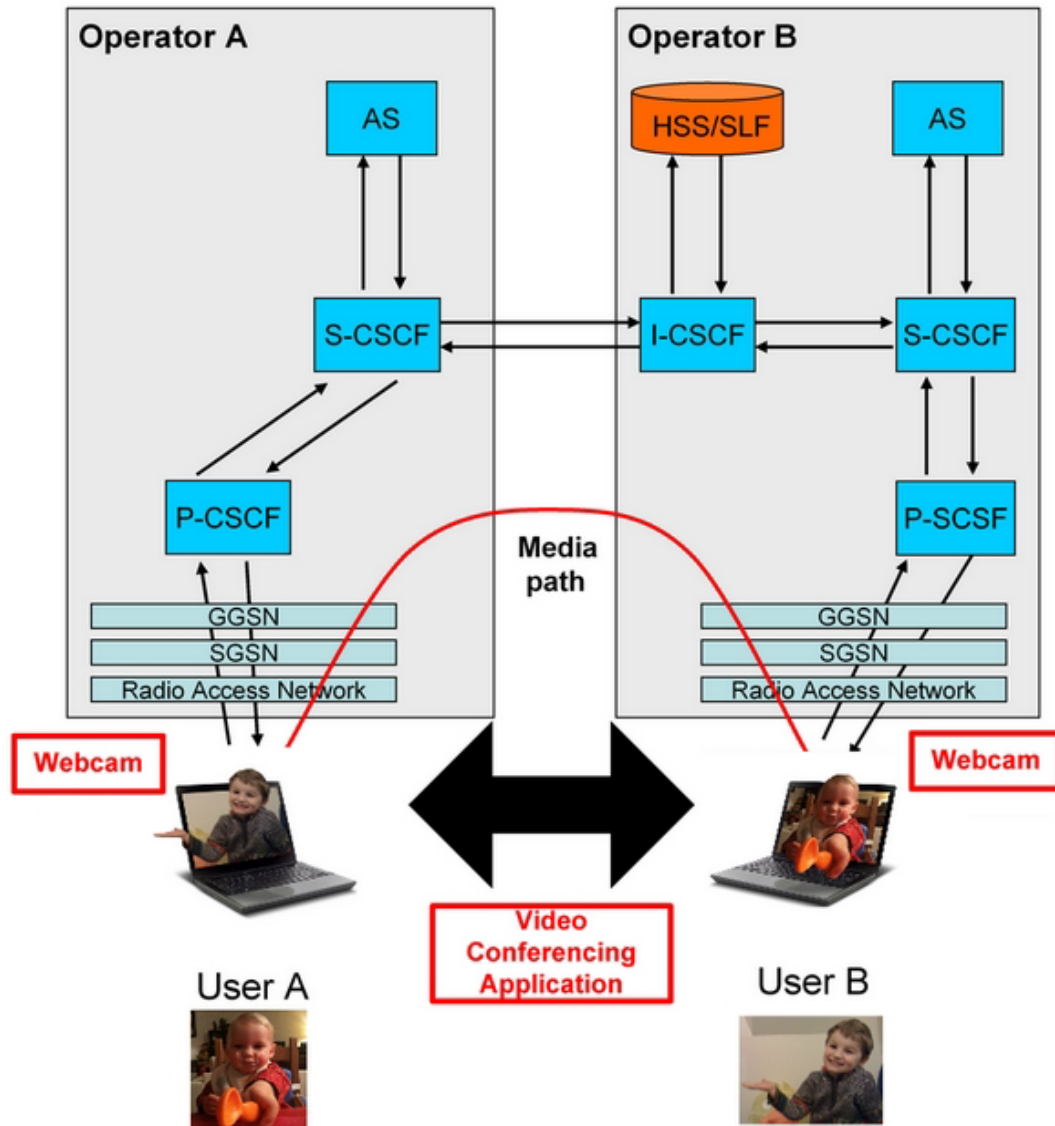 Operator A
Operator B
AS
HSS/SLF
AS
S-CSCF
I-CSCF
S-CSCF
P-CSCF
P-SCSF
Media
path
GGSN
GGSN
SGSN
SGSN
Radio Access Network
Radio Access Network
Webcam
Webcam
Video
Conferencing
Application
User A
User B